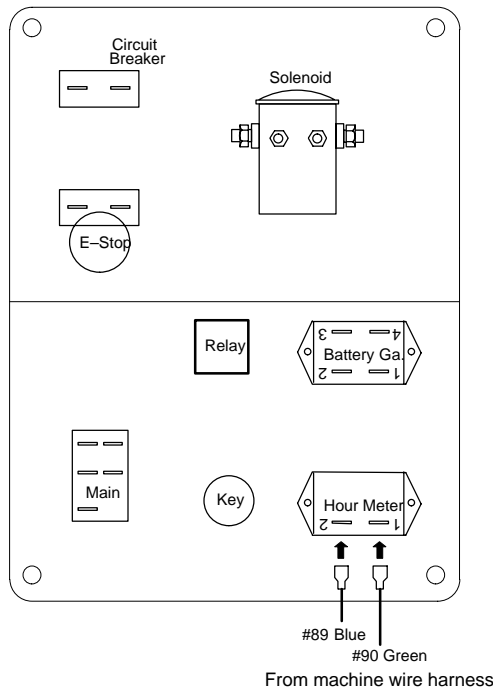 Circuit
Breaker
Solenoid
E–Stop
Relay
3 4
Battery Ga.
2 1
Main
Key
Hour Meter
2 1
#89 Blue
#90 Green
From machine wire harness